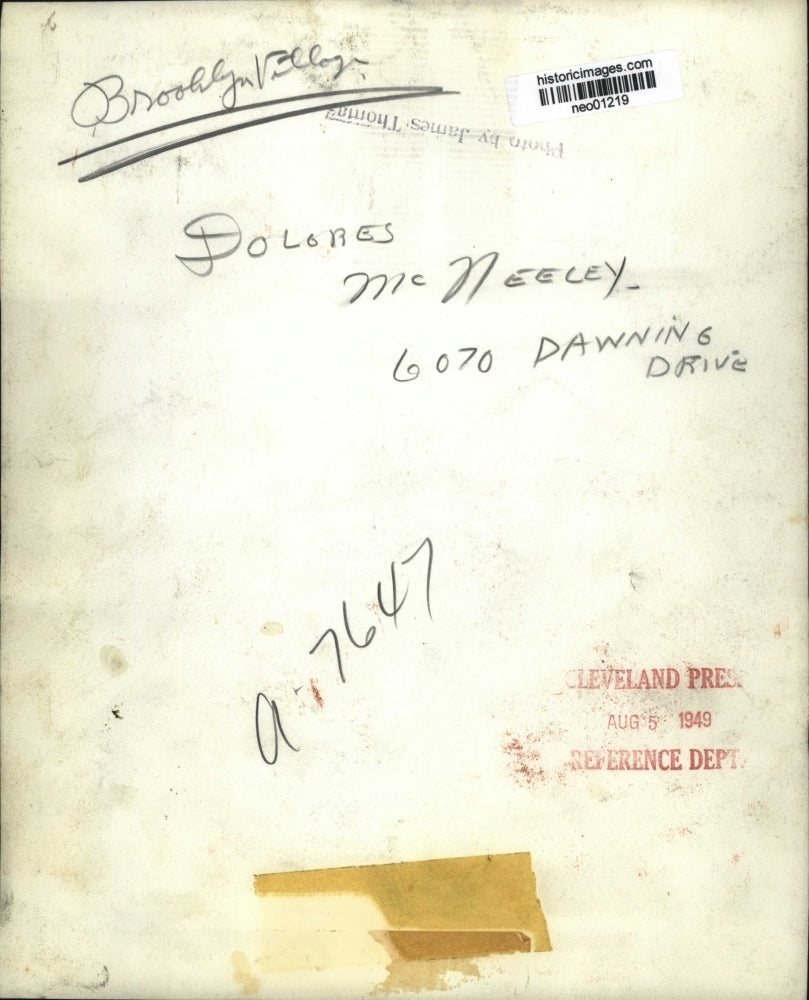 Brooklyn Village
historicimages.com
neo01219
Photo by James Thomas
DOLORES
McNEELEY-
6070 DAWNING
DRIVE
a-7647
CLEVELAND PRESS
AUG 5 1949
REFERENCE DEPT.